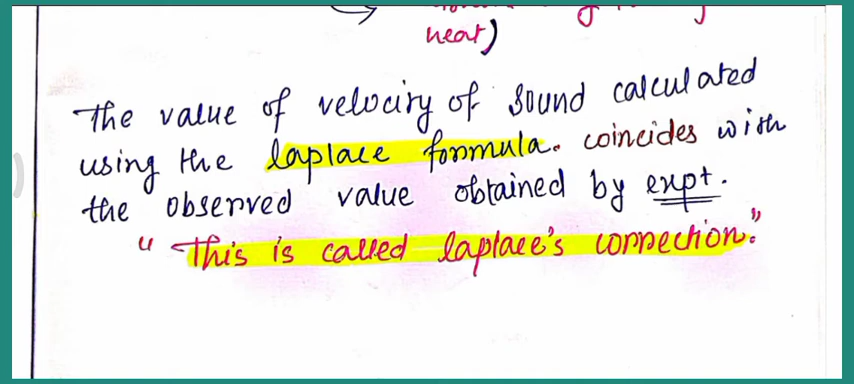 heat)
The value of velocity of sound calculated
using the laplace formula. coincides with
the observed value obtained by expt.
"This is called laplace's correction."